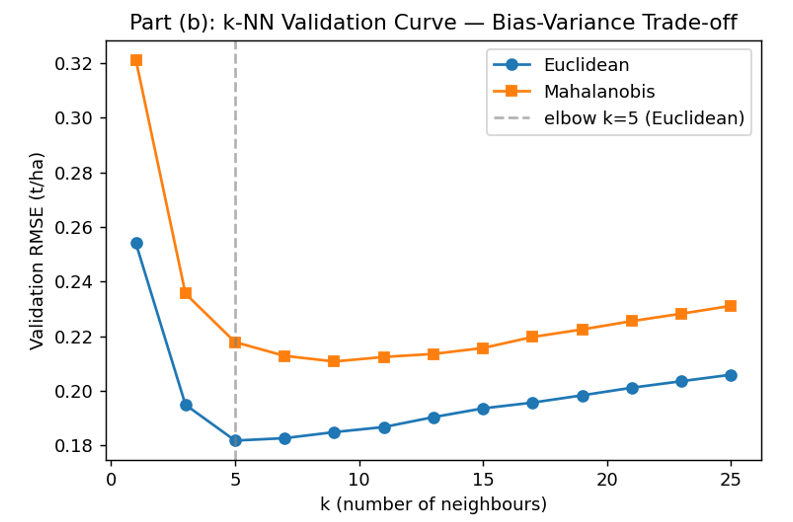 Part (b): k-NN Validation Curve — Bias-Variance Trade-off
Euclidean
Mahalanobis
elbow k=5 (Euclidean)
Validation RMSE (t/ha)
0.32
0.30
0.28
0.26
0.24
0.22
0.20
0.18
0 5 10 15 20 25
k (number of neighbours)